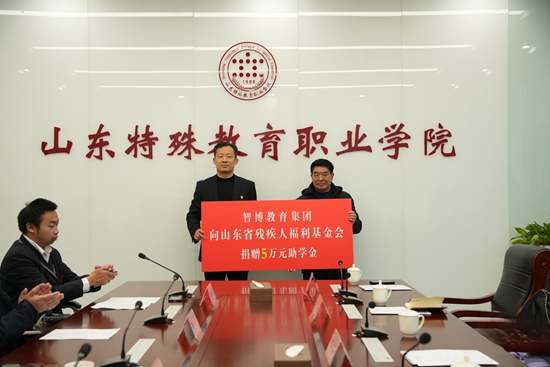 1980
山东特殊教育职业学院
智博教育集团
向山东省残疾人福利基金会
捐赠5万元助学金